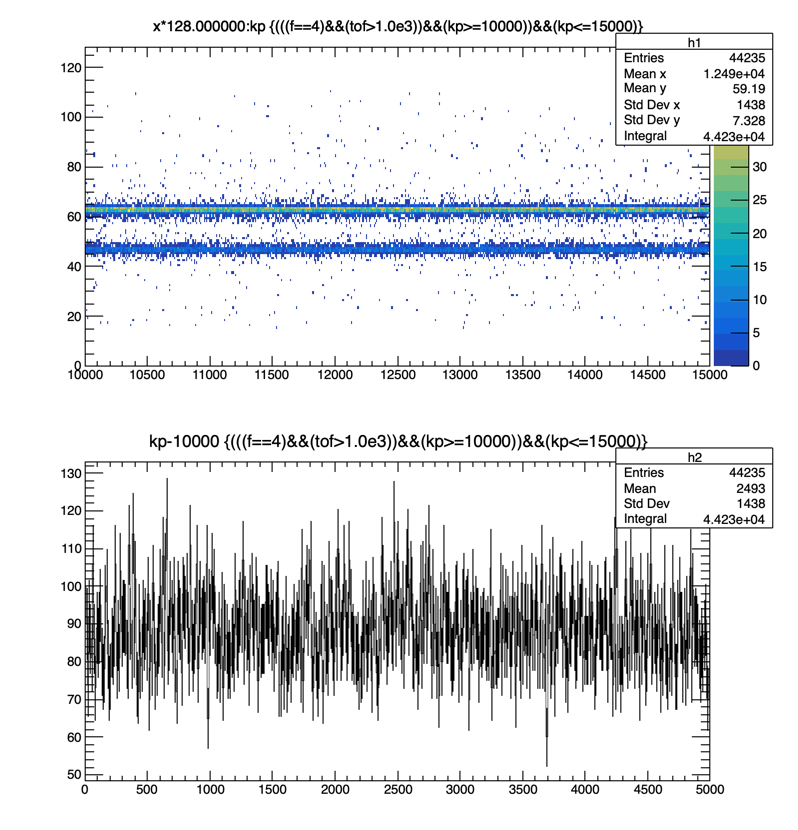 x*128.000000:kp {((((f==4)&&(tof>1.0e3))&&(kp>=10000))&&(kp<=15000)}
h1
Entries 44235
Mean x 1.249e+04
Mean y 59.19
Std Dev x 1438
Std Dev y 7.328
Integral 4.423e+04
120
100
80
60
40
20
0
30
25
20
15
10
5
0
10000 10500 11000 11500 12000 12500 13000 13500 14000 14500 15000
kp-10000 {((((f==4)&&(tof>1.0e3))&&(kp>=10000))&&(kp<=15000)}
h2
Entries 44235
Mean 2493
Std Dev 1438
Integral 4.423e+04
130
120
110
100
90
80
70
60
50
0 500 1000 1500 2000 2500 3000 3500 4000 4500 5000